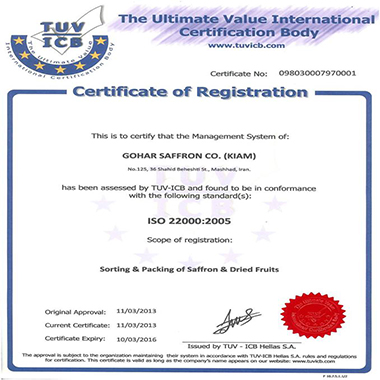 The Ultimate Value International
Certification Body
www.tuvicb.com
TUV
ICB
The Ultimate Value
International Certification Body
Certificate No: 098030007970001
Certificate of Registration
This is to certify that the Management System of:
GOHAR SAFFRON CO. (KIAM)
No.125, 36 Shahid Beheshti St., Mashhad, Iran.
has been assessed by TUV-ICB and found to be in conformance
with the following standard(s):
ISO 22000:2005
Scope of registration:
Sorting & Packing of Saffron & Dried Fruits
Original Approval: 11/03/2013
Current Certificate: 11/03/2013
Certificate Expiry: 10/03/2016
Issued by TUV - ICB Hellas S.A.
The approval is subject to the organization maintaining their system in accordance with TUV-ICB Hellas S.A. rules and regulations
for certification. This certificate is valid as long as the company's name appears on our website: www.tuvicb.com